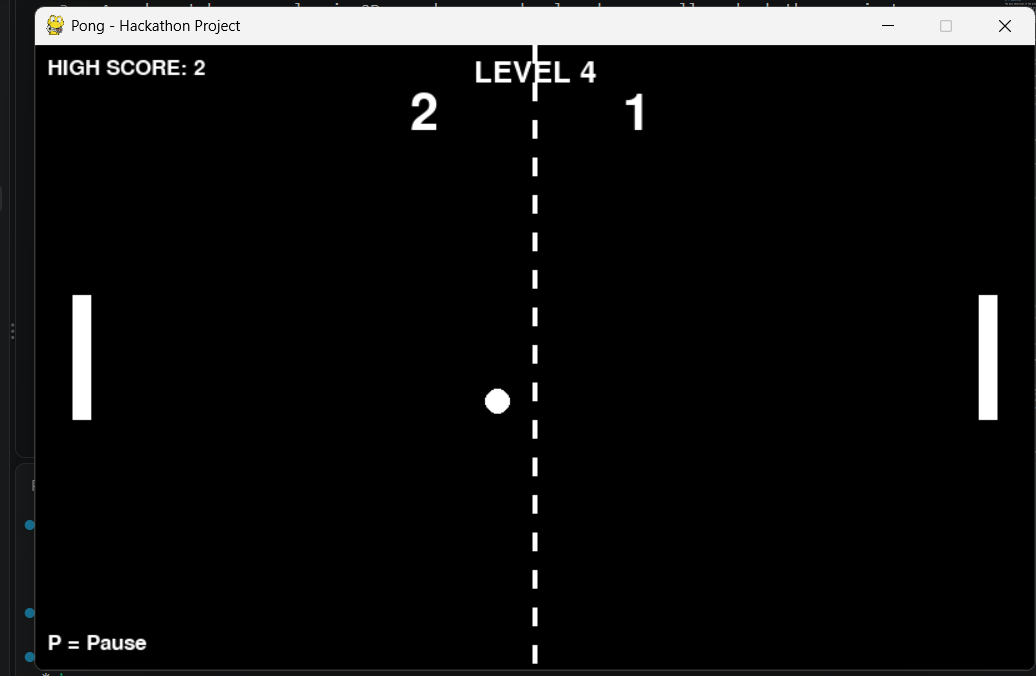 Pong - Hackathon Project
HIGH SCORE: 2
LEVEL 4
2 1
P = Pause